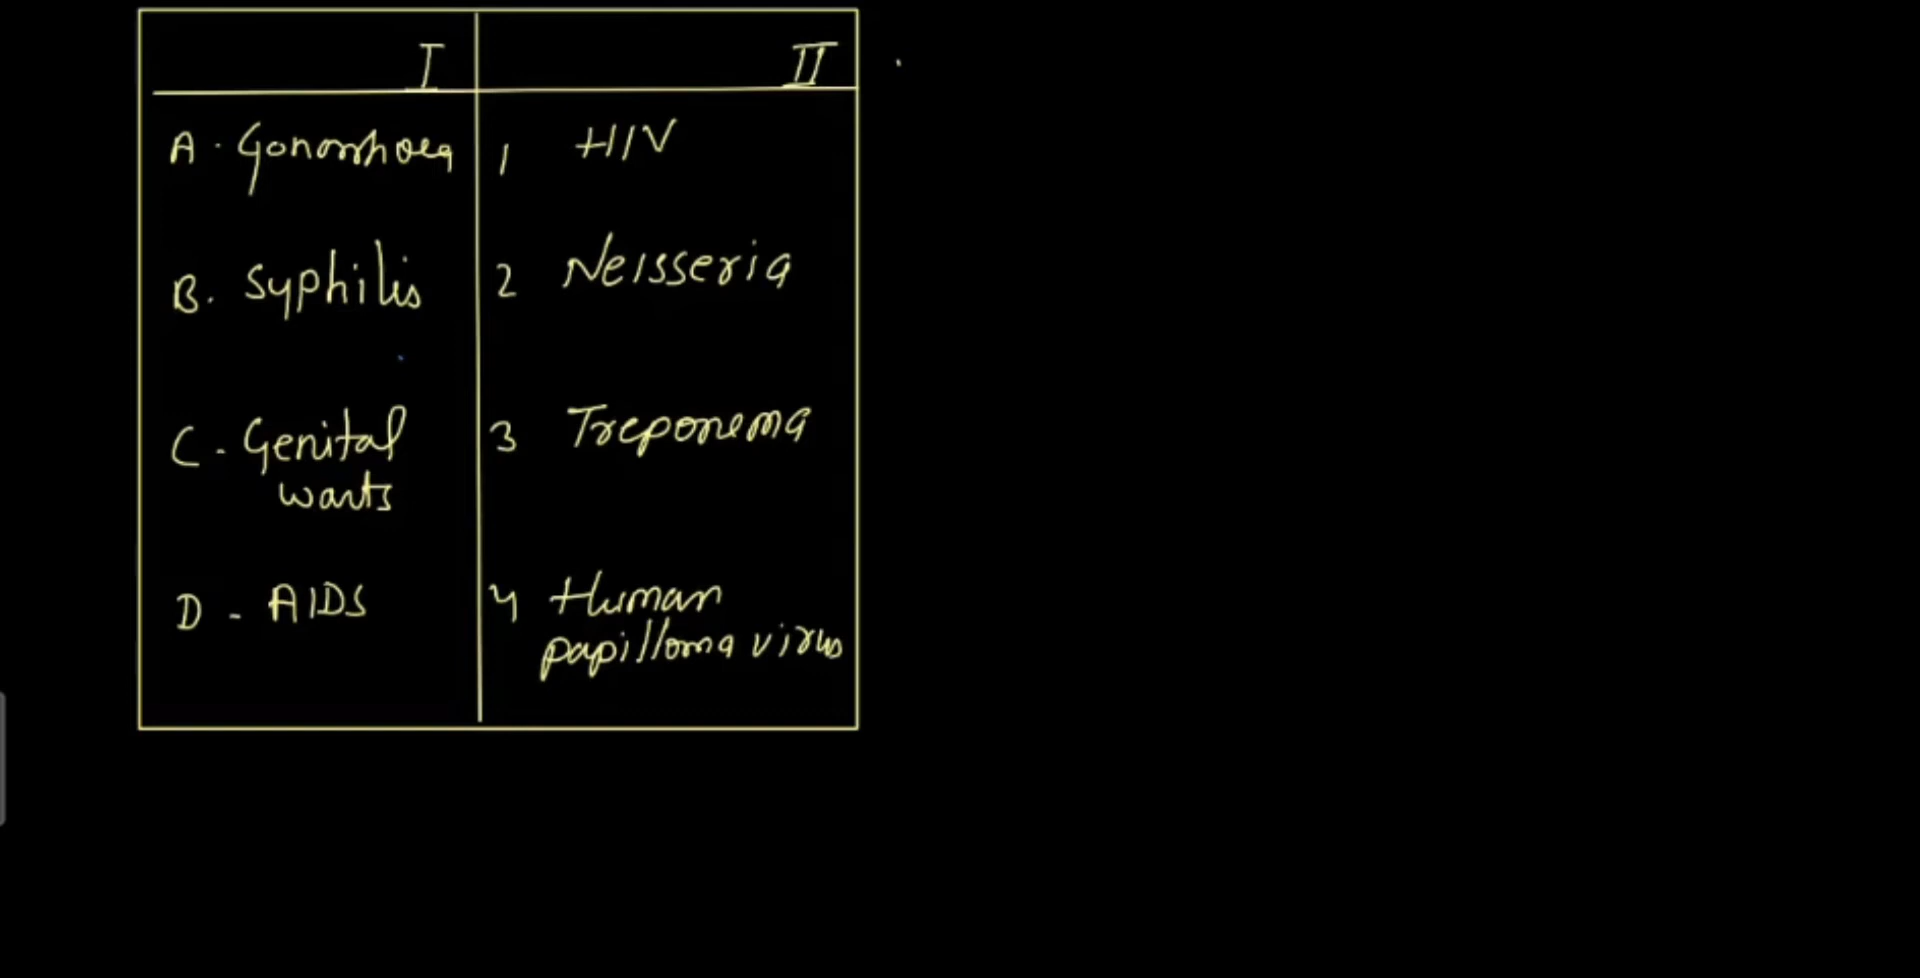 I II
A. Gonorrhoea 1 HIV
B. Syphilis 2 Neisseria
C - Genital 3 Treponema
warts
D - AIDS 4 Human
papilloma virus